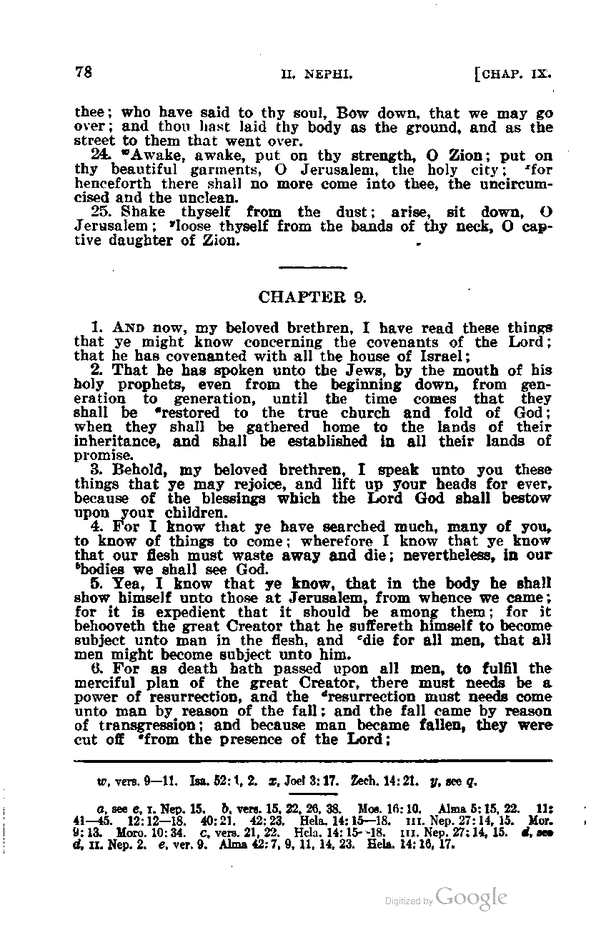 78 II. NEPHI. [CHAP. IX.
thee; who have said to thy soul, Bow down, that we may go
over; and thou hast laid thy body as the ground, and as the
street to them that went over.
24. ʷAwake, awake, put on thy strength, O Zion; put on
thy beautiful garments, O Jerusalem, the holy city; ˣfor
henceforth there shall no more come into thee, the uncircum-
cised and the unclean.
25. Shake thyself from the dust; arise, sit down, O
Jerusalem; ʸloose thyself from the bands of thy neck, O cap-
tive daughter of Zion.
CHAPTER 9.
1. AND now, my beloved brethren, I have read these things
that ye might know concerning the covenants of the Lord;
that he has covenanted with all the house of Israel;
2. That he has spoken unto the Jews, by the mouth of his
holy prophets, even from the beginning down, from gen-
eration to generation, until the time comes that they
shall be ᵃrestored to the true church and fold of God;
when they shall be gathered home to the lands of their
inheritance, and shall be established in all their lands of
promise.
3. Behold, my beloved brethren, I speak unto you these
things that ye may rejoice, and lift up your heads for ever,
because of the blessings which the Lord God shall bestow
upon your children.
4. For I know that ye have searched much, many of you,
to know of things to come; wherefore I know that ye know
that our flesh must waste away and die; nevertheless, in our
ᵇbodies we shall see God.
5. Yea, I know that ye know, that in the body he shall
show himself unto those at Jerusalem, from whence we came;
for it is expedient that it should be among them; for it
behooveth the great Creator that he suffereth himself to become
subject unto man in the flesh, and ᶜdie for all men, that all
men might become subject unto him.
6. For as death hath passed upon all men, to fulfil the
merciful plan of the great Creator, there must needs be a
power of resurrection, and the ᵈresurrection must needs come
unto man by reason of the fall; and the fall came by reason
of transgression; and because man became fallen, they were
cut off ᵉfrom the presence of the Lord;
w, vers. 9—11. Isa. 52:1, 2. x, Joel 3:17. Zech. 14:21. y, see q.
a, see e, I. Nep. 15. b, vers. 15, 22, 26, 38. Mos. 16:10. Alma 5:15, 22. 11:
41—45. 12:12—18. 40:21. 42:23. Hela. 14:15—18. III. Nep. 27:14, 15. Mor.
9:13. Moro. 10:34. c, vers. 21, 22. Hela. 14:15--18. III. Nep. 27:14, 15. d, see
d, II. Nep. 2. e, ver. 9. Alma 42:7, 9, 11, 14, 23. Hela. 14:16, 17.
Digitized by Google